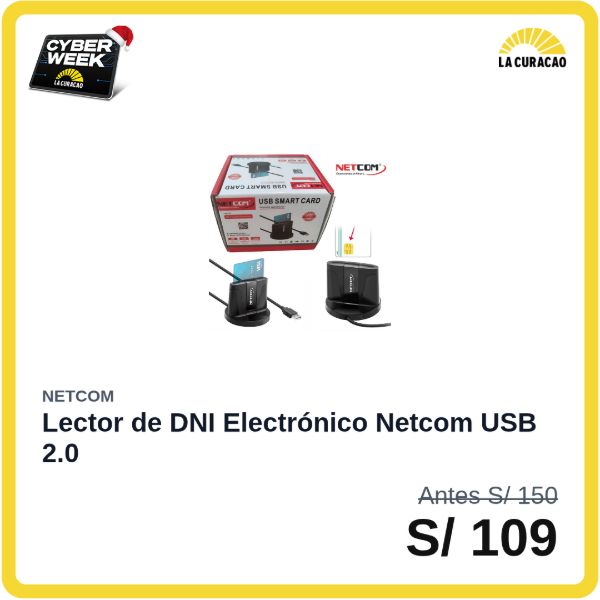 CYBER
WEEK
LA CURACAO
LA CURACAO
NETCOM
USB SMART CARD
NETCOM
NETCOM
Lector de DNI Electrónico Netcom USB
2.0
Antes S/ 150
S/ 109